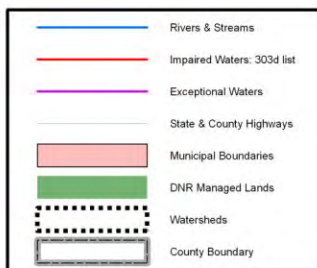 Rivers & Streams
Impaired Waters: 303d list
Exceptional Waters
State & County Highways
Municipal Boundaries
DNR Managed Lands
Watersheds
County Boundary